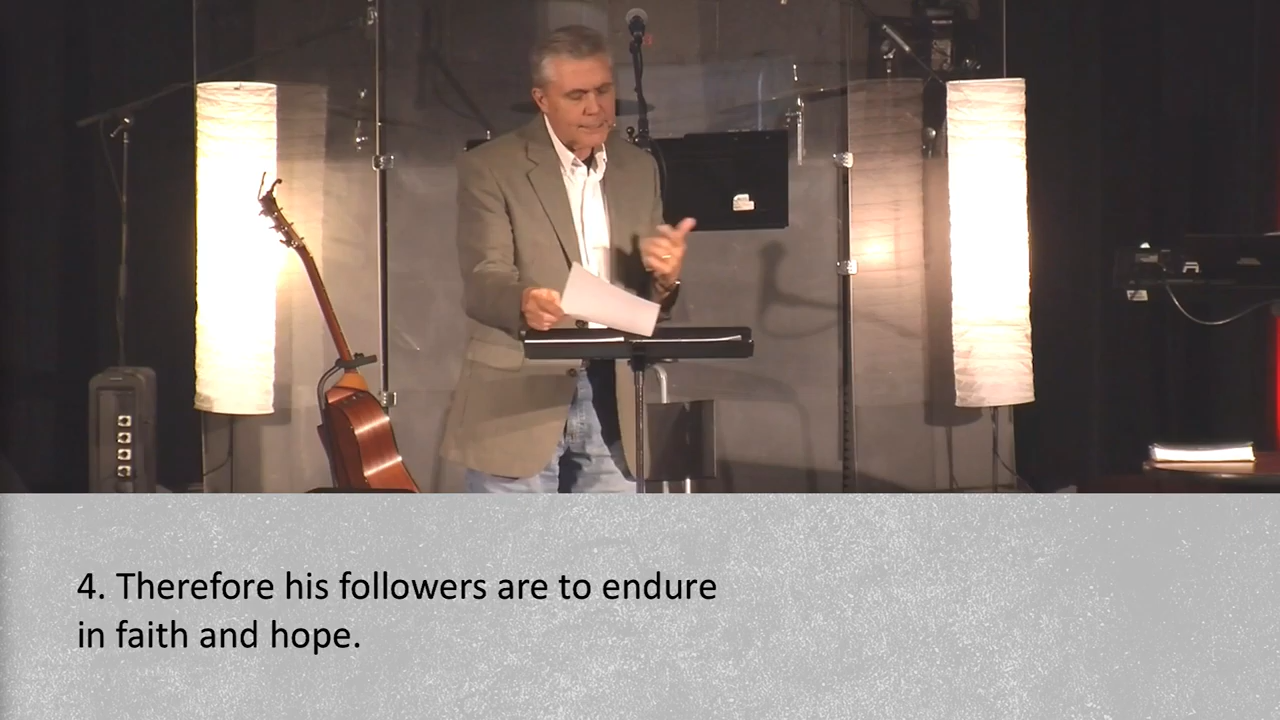 4. Therefore his followers are to endure
in faith and hope.